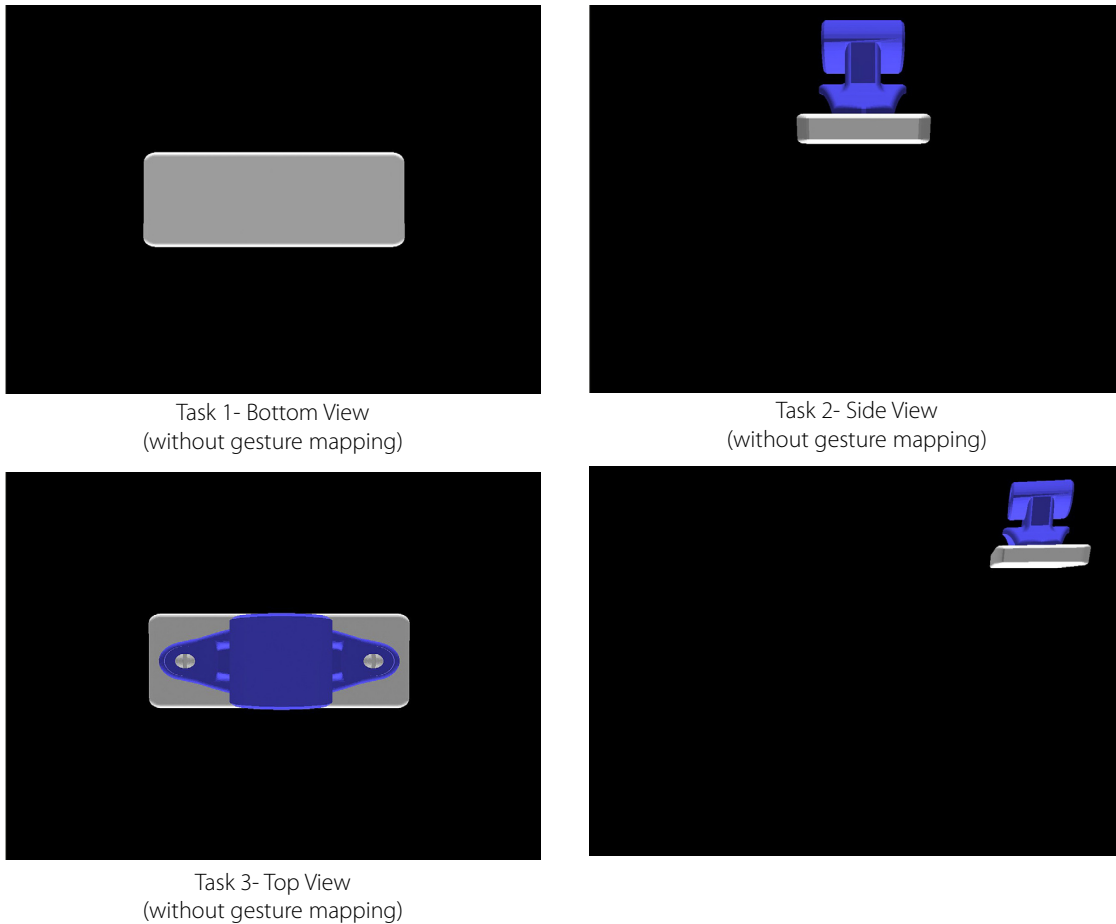 Task 1- Bottom View
(without gesture mapping)
Task 2- Side View
(without gesture mapping)
Task 3- Top View
(without gesture mapping)